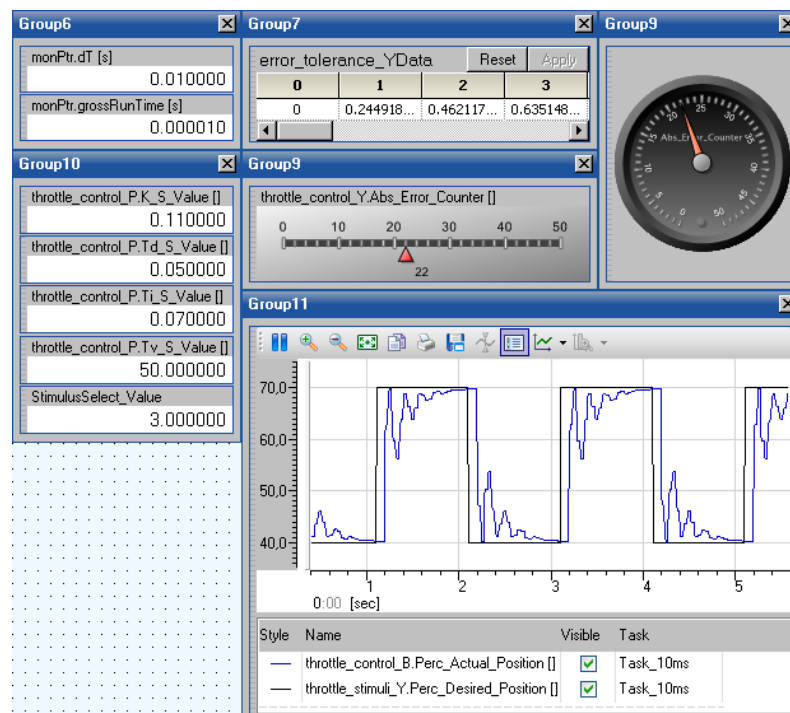 Group6
monPtr.dT [s]
0.010000
monPtr.grossRunTime [s]
0.000010
Group7
error_tolerance_YData Reset Apply
0 1 2 3
0 0.244918... 0.462117... 0.635148...
Group9
15 20 25 30 35 40 45 50 0 5 10
Abs_Error_Counter
Group10
throttle_control_P.K_S_Value []
0.110000
throttle_control_P.Td_S_Value []
0.050000
throttle_control_P.Ti_S_Value []
0.070000
throttle_control_P.Tv_S_Value []
50.000000
StimulusSelect_Value
3.000000
Group9
throttle_control_Y.Abs_Error_Counter []
0 10 20 30 40 50
22
Group11
70,0
60,0
50,0
40,0
1 2 3 4 5
0:00 [sec]
Style Name Visible Task
throttle_control_B.Perc_Actual_Position [] Task_10ms
throttle_stimuli_Y.Perc_Desired_Position [] Task_10ms